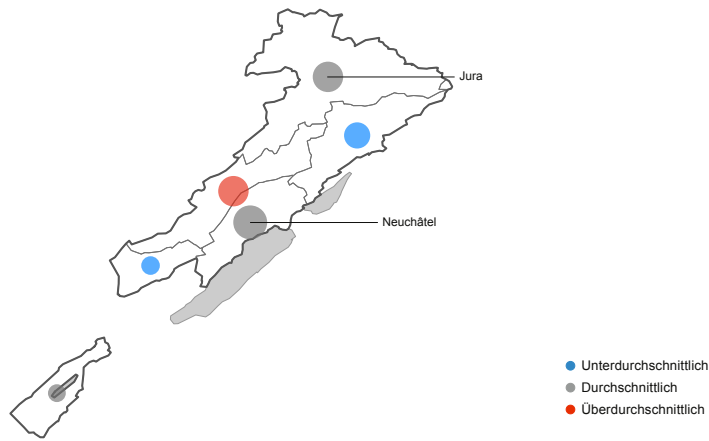 Jura
Neuchâtel
Unterdurchschnittlich
Durchschnittlich
Überdurchschnittlich